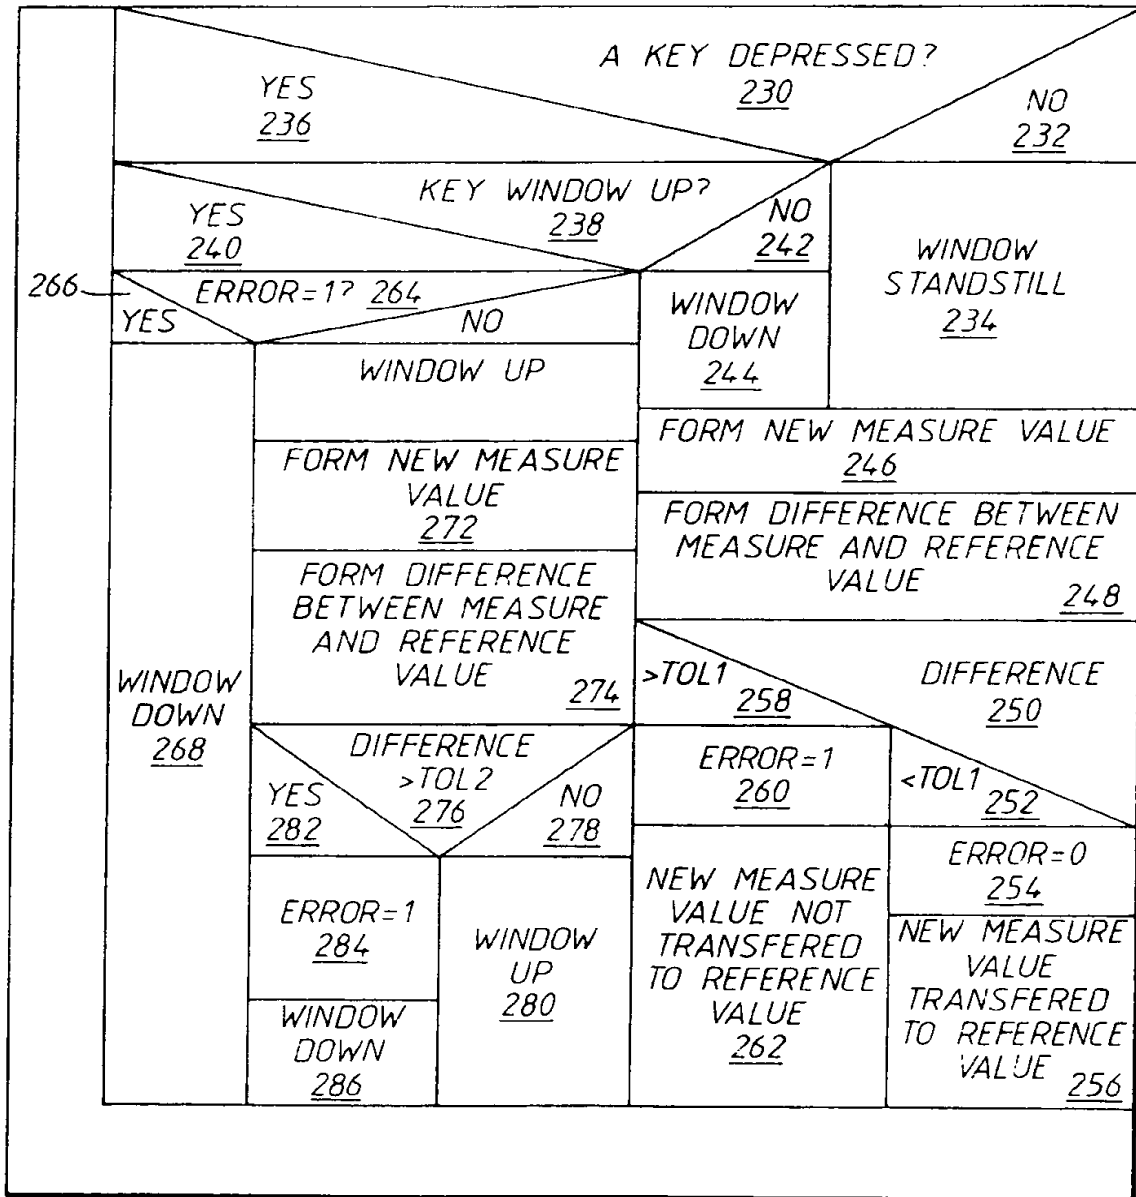 A KEY DEPRESSED?
230
YES
236
NO
232
KEY WINDOW UP?
238
YES
240
NO
242
WINDOW
STANDSTILL
234
266
ERROR=1? 264
YES
NO
WINDOW
DOWN
244
WINDOW UP
FORM NEW MEASURE VALUE
246
FORM NEW MEASURE
VALUE
272
FORM DIFFERENCE BETWEEN
MEASURE AND REFERENCE
VALUE
248
FORM DIFFERENCE
BETWEEN MEASURE
AND REFERENCE
VALUE
274
>TOL1
258
DIFFERENCE
250
WINDOW
DOWN
268
DIFFERENCE
>TOL2
276
YES
282
NO
278
ERROR=1
260
<TOL1
252
ERROR=0
254
ERROR=1
284
WINDOW
UP
280
NEW MEASURE
VALUE NOT
TRANSFERED
TO REFERENCE
VALUE
262
NEW MEASURE
VALUE
TRANSFERED
TO REFERENCE
VALUE
256
WINDOW
DOWN
286